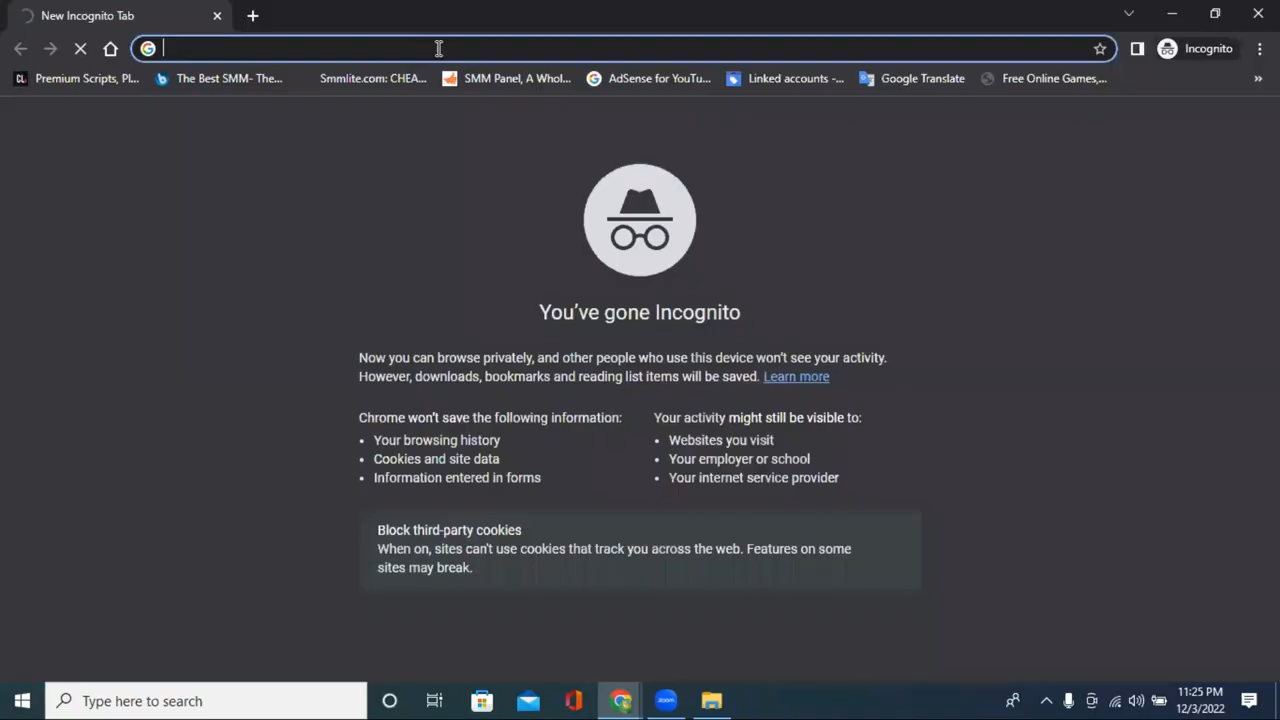 New Incognito Tab
Incognito
CL Premium Scripts, Pl...
b The Best SMM- The...
Smmlite.com: CHEA...
SMM Panel, A Whol...
AdSense for YouTu...
Linked accounts -...
Google Translate
Free Online Games,...
»
You've gone Incognito
Now you can browse privately, and other people who use this device won't see your activity.
However, downloads, bookmarks and reading list items will be saved. Learn more
Chrome won't save the following information:
• Your browsing history
• Cookies and site data
• Information entered in forms
Your activity might still be visible to:
• Websites you visit
• Your employer or school
• Your internet service provider
Block third-party cookies
When on, sites can't use cookies that track you across the web. Features on some
sites may break.
Type here to search
zoom
11:25 PM
12/3/2022